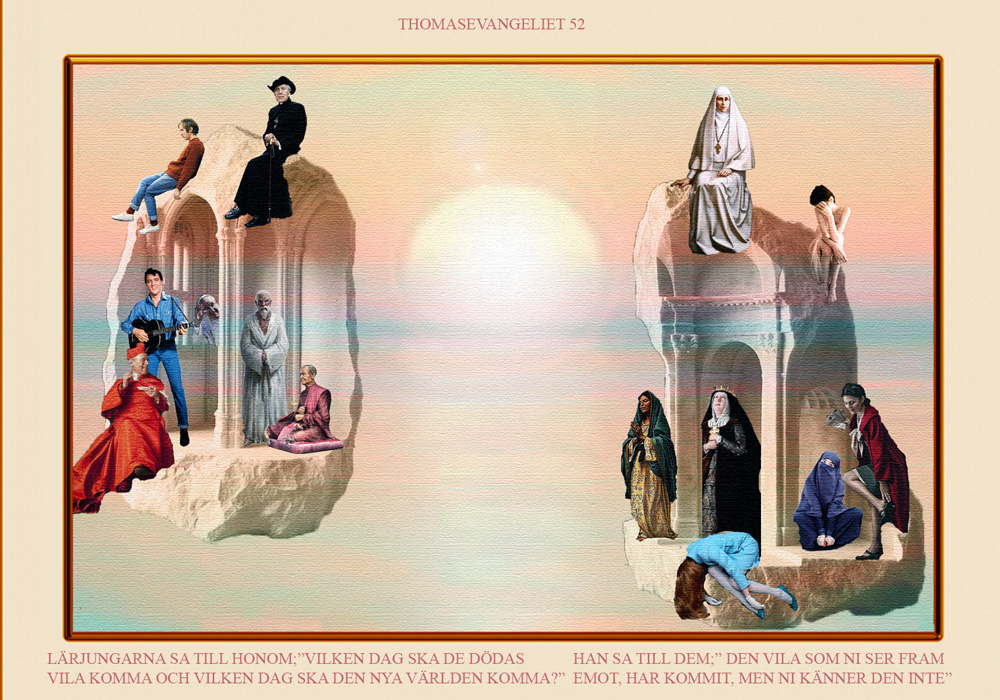 THOMASEVANGELIET 52
LÄRJUNGARNA SA TILL HONOM;”VILKEN DAG SKA DE DÖDAS
VILA KOMMA OCH VILKEN DAG SKA DEN NYA VÄRLDEN KOMMA?”
HAN SA TILL DEM;” DEN VILA SOM NI SER FRAM
EMOT, HAR KOMMIT, MEN NI KÄNNER DEN INTE”